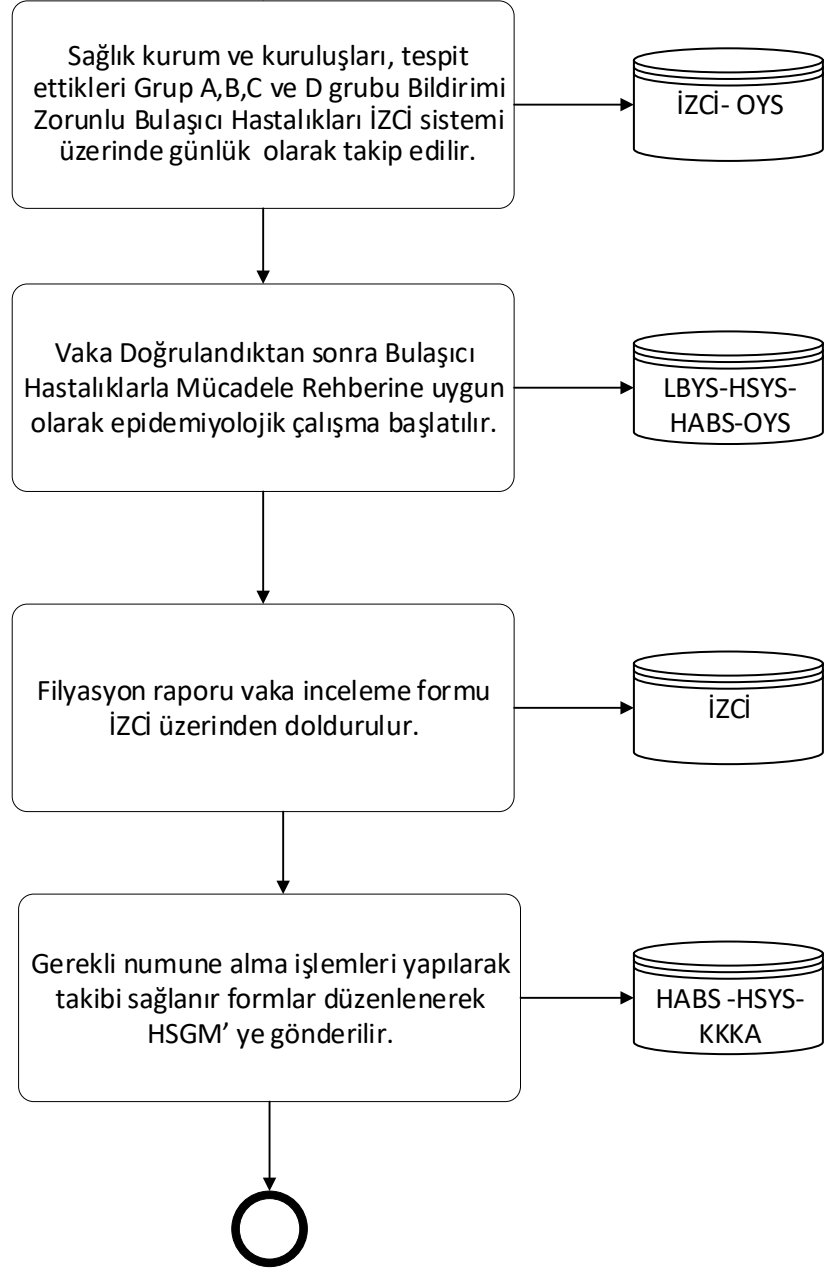 Sağlık kurum ve kuruluşları, tespit
ettikleri Grup A,B,C ve D grubu Bildirimi
Zorunlu Bulaşıcı Hastalıkları İZCİ sistemi
üzerinde günlük olarak takip edilir.
İZCİ- OYS
Vaka Doğrulandıktan sonra Bulaşıcı
Hastalıklarla Mücadele Rehberine uygun
olarak epidemiyolojik çalışma başlatılır.
LBYS-HSYS-
HABS-OYS
Filyasyon raporu vaka inceleme formu
İZCİ üzerinden doldurulur.
İZCİ
Gerekli numune alma işlemleri yapılarak
takibi sağlanır formlar düzenlenerek
HSGM’ ye gönderilir.
HABS -HSYS-
KKKA